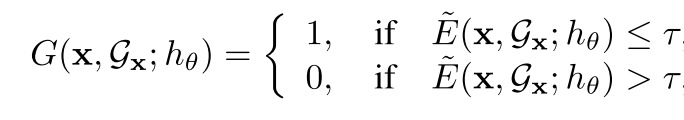 G(x, 𝒢ₓ; h_θ) = { 1, if Ẽ(x, 𝒢ₓ; h_θ) ≤ τ,
0, if Ẽ(x, 𝒢ₓ; h_θ) > τ,